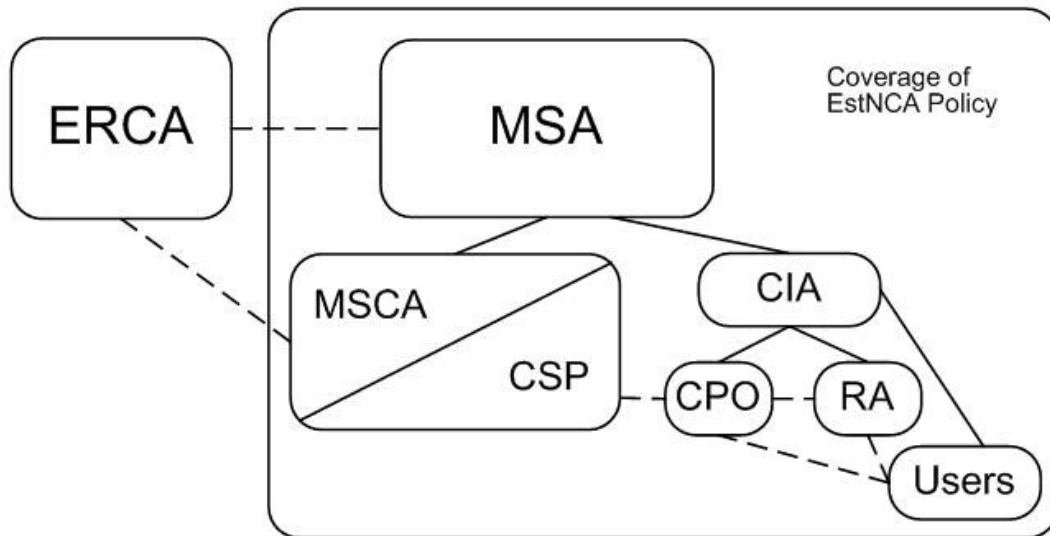 ERCA
MSA
Coverage of
EstNCA Policy
MSCA
CSP
CIA
CPO
RA
Users